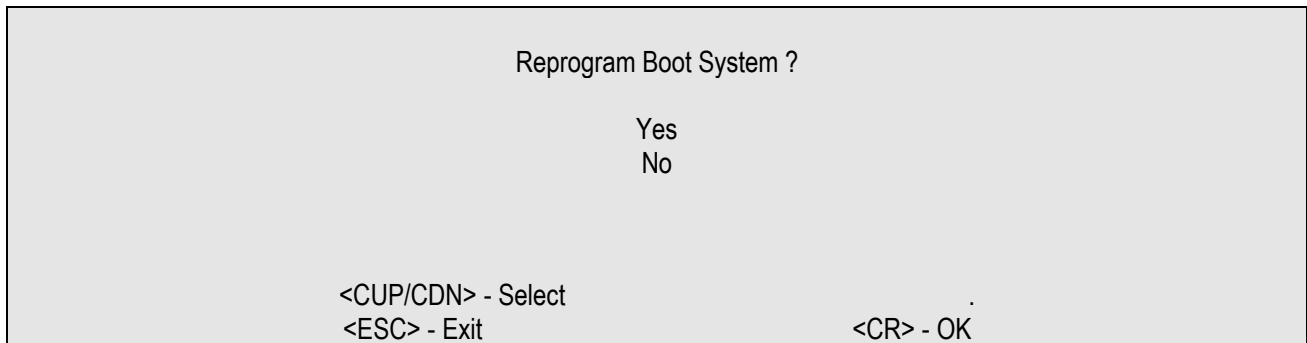 Reprogram Boot System ?
Yes
No
<CUP/CDN> - Select .
<ESC> - Exit <CR> - OK